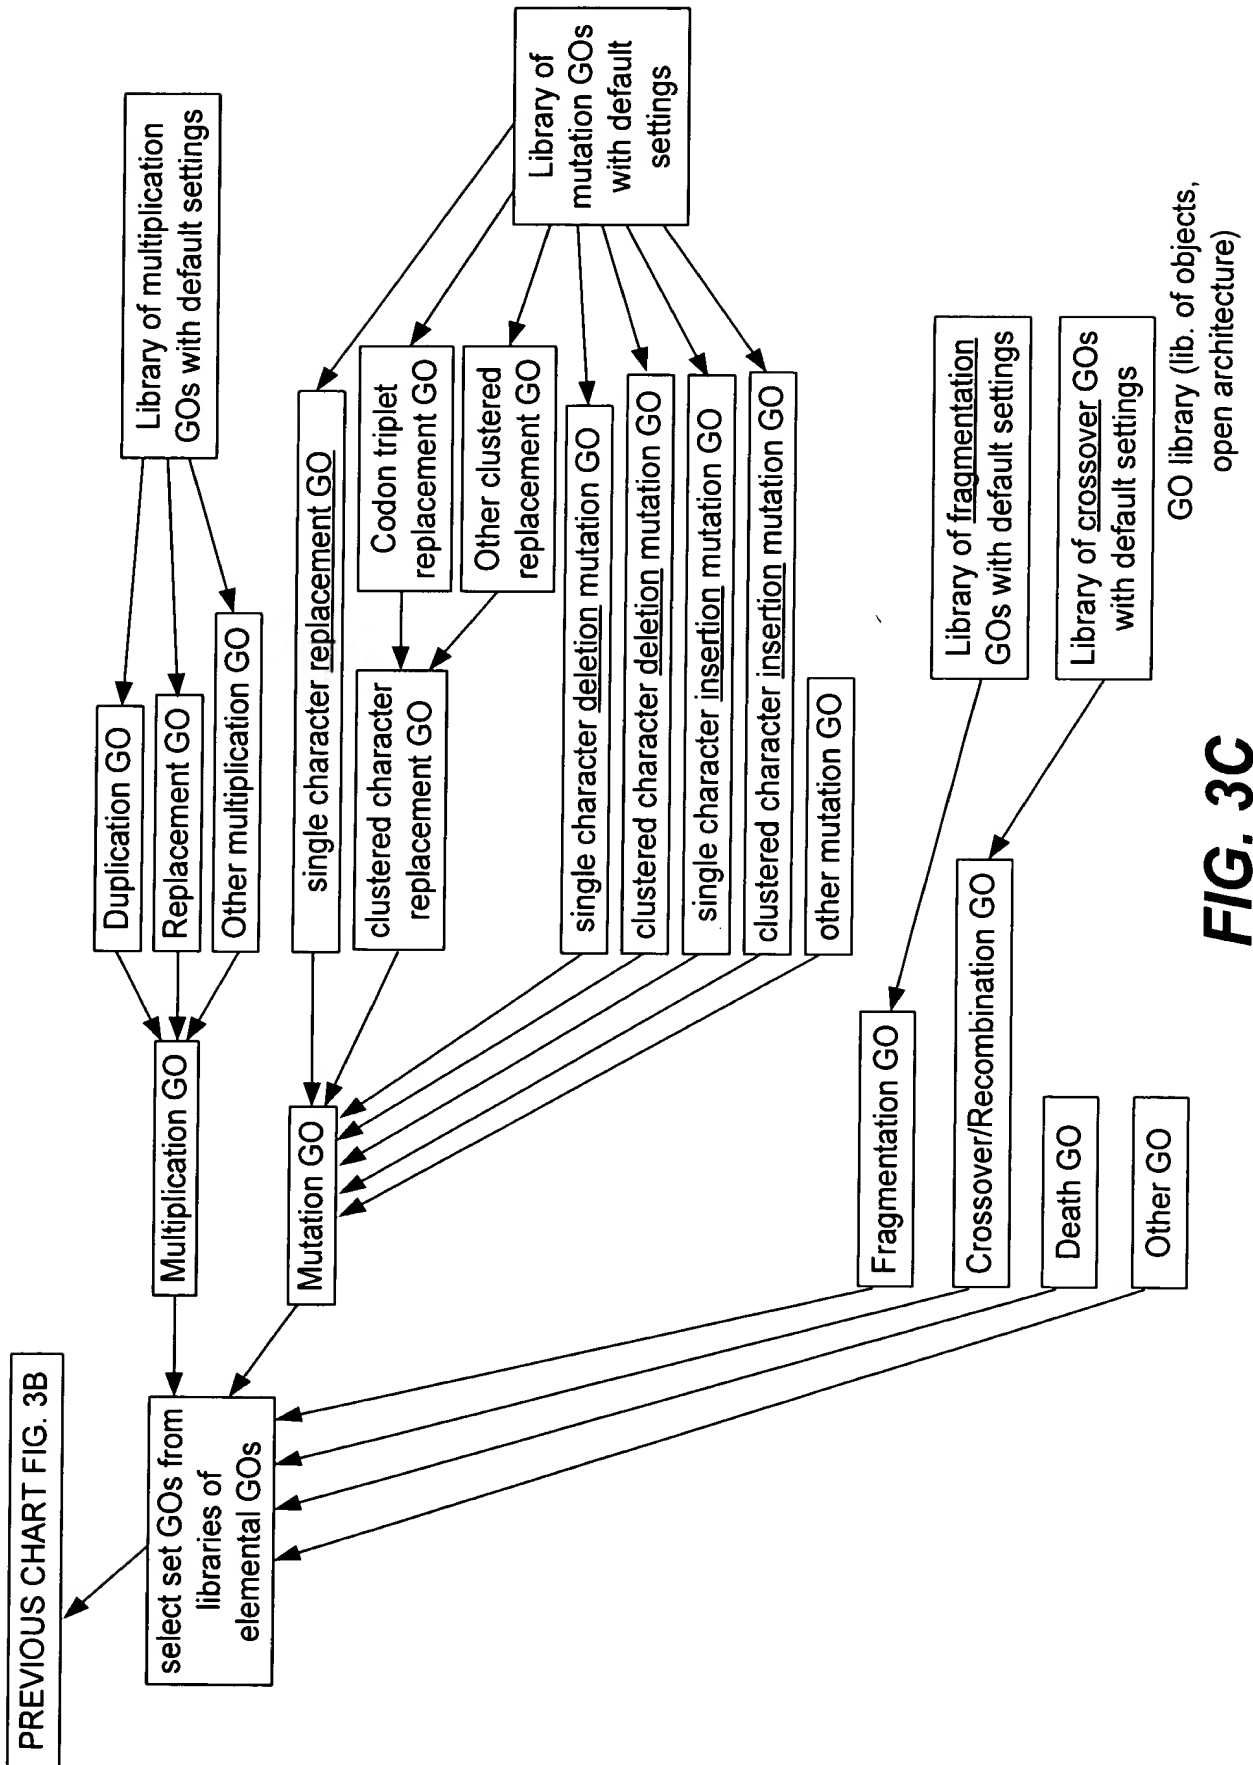 PREVIOUS CHART FIG. 3B
select set GOs from
libraries of
elemental GOs
Multiplication GO
Duplication GO
Replacement GO
Other multiplication GO
Library of multiplication
GOs with default settings
Mutation GO
single character replacement GO
clustered character
replacement GO
Codon triplet
replacement GO
Other clustered
replacement GO
single character deletion mutation GO
clustered character deletion mutation GO
single character insertion mutation GO
clustered character insertion mutation GO
other mutation GO
Library of
mutation GOs
with default
settings
Fragmentation GO
Library of fragmentation
GOs with default settings
Crossover/Recombination GO
Library of crossover GOs
with default settings
Death GO
Other GO
GO library (lib. of objects,
open architecture)
FIG. 3C